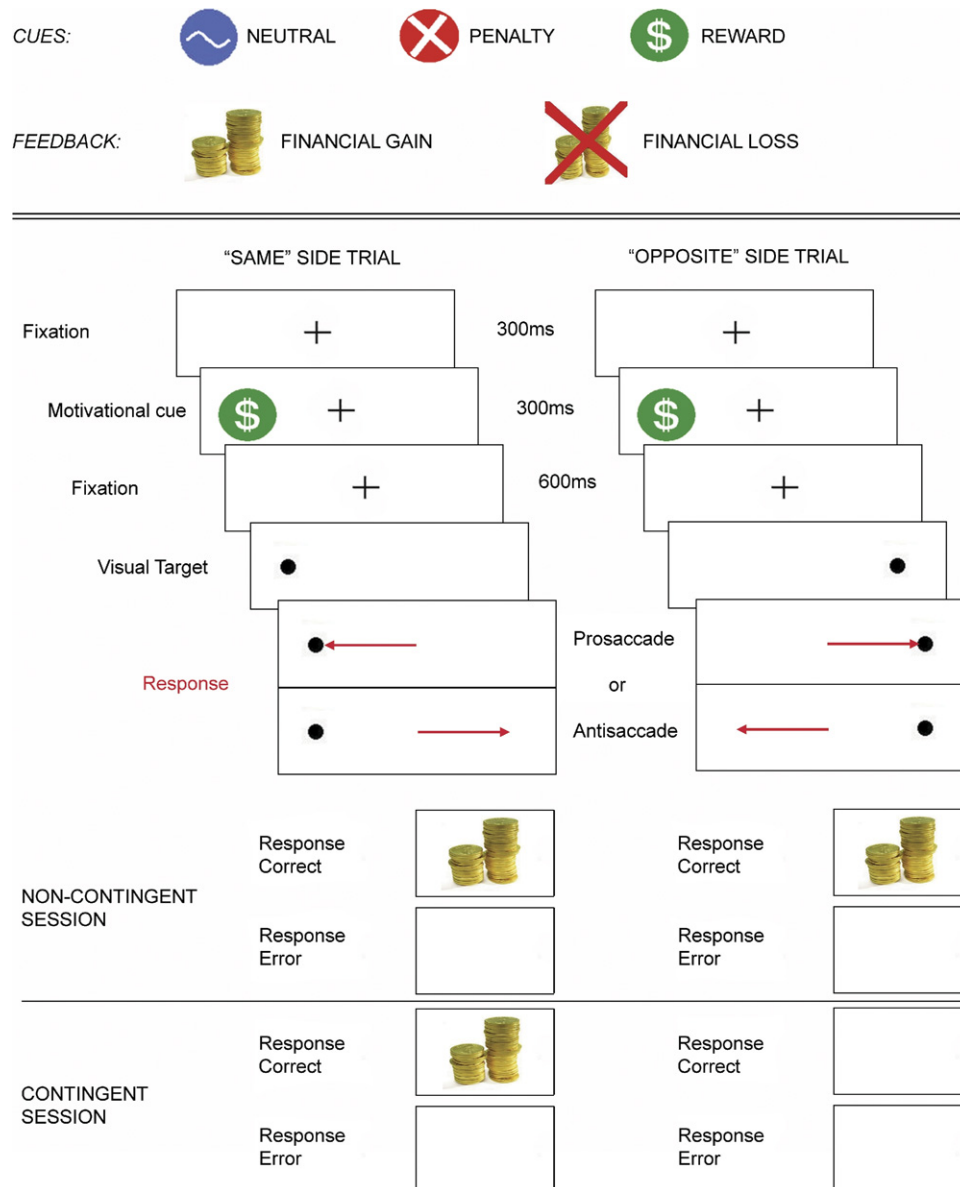 CUES: NEUTRAL PENALTY $ REWARD
FEEDBACK: FINANCIAL GAIN FINANCIAL LOSS
“SAME” SIDE TRIAL “OPPOSITE” SIDE TRIAL
Fixation 300ms
Motivational cue $ 300ms $
Fixation 600ms
Visual Target
Prosaccade
Response or
Antisaccade
NON-CONTINGENT
SESSION
Response
Correct
Response
Correct
Response
Error
Response
Error
CONTINGENT
SESSION
Response
Correct
Response
Correct
Response
Error
Response
Error